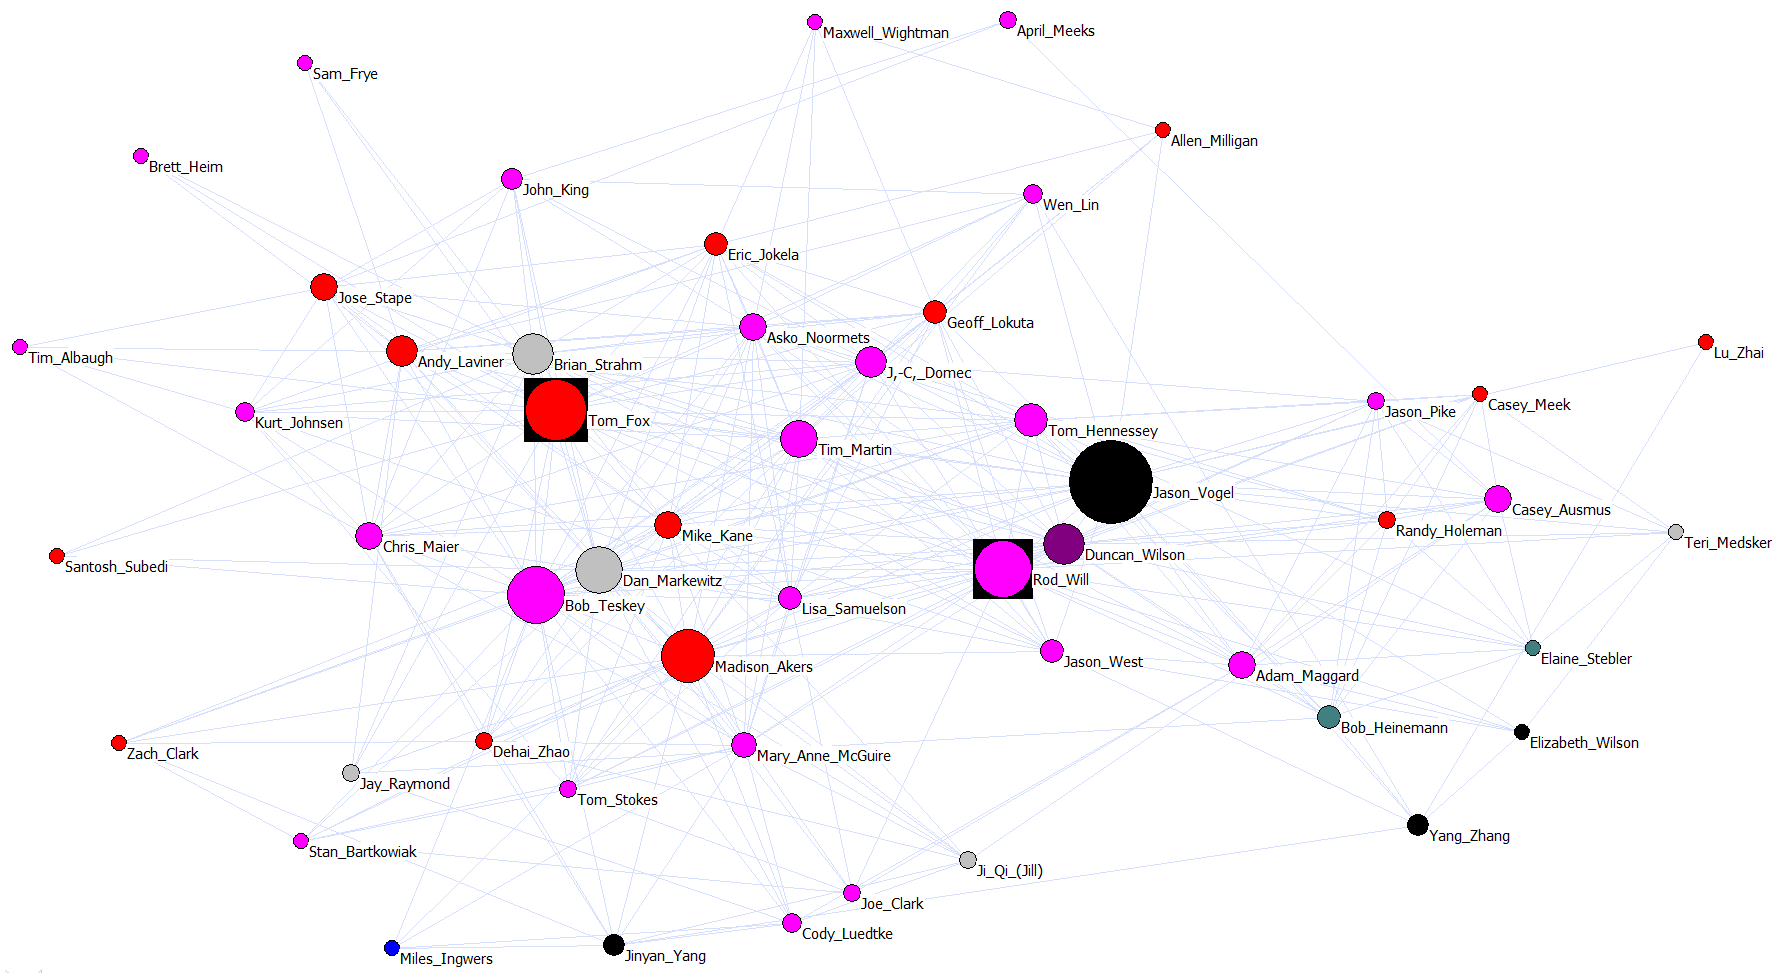 Maxwell_Wightman
April_Meeks
Sam_Frye
Allen_Milligan
Brett_Heim
John_King
Wen_Lin
Eric_Jokela
Jose_Stape
Geoff_Lokuta
Asko_Noormets
Tim_Albaugh
Andy_Laviner
Brian_Strahm
J,-C,_Domec
Lu_Zhai
Casey_Meek
Jason_Pike
Kurt_Johnsen
Tom_Fox
Tom_Hennessey
Tim_Martin
Jason_Vogel
Casey_Ausmus
Randy_Holeman
Mike_Kane
Teri_Medsker
Chris_Maier
Duncan_Wilson
Santosh_Subedi
Dan_Markewitz
Rod_Will
Bob_Teskey
Lisa_Samuelson
Elaine_Stebler
Jason_West
Madison_Akers
Adam_Maggard
Bob_Heinemann
Elizabeth_Wilson
Zach_Clark
Dehai_Zhao
Mary_Anne_McGuire
Jay_Raymond
Tom_Stokes
Yang_Zhang
Stan_Bartkowiak
Ji_Qi_(Jill)
Joe_Clark
Cody_Luedtke
Jinyan_Yang
Miles_Ingwers